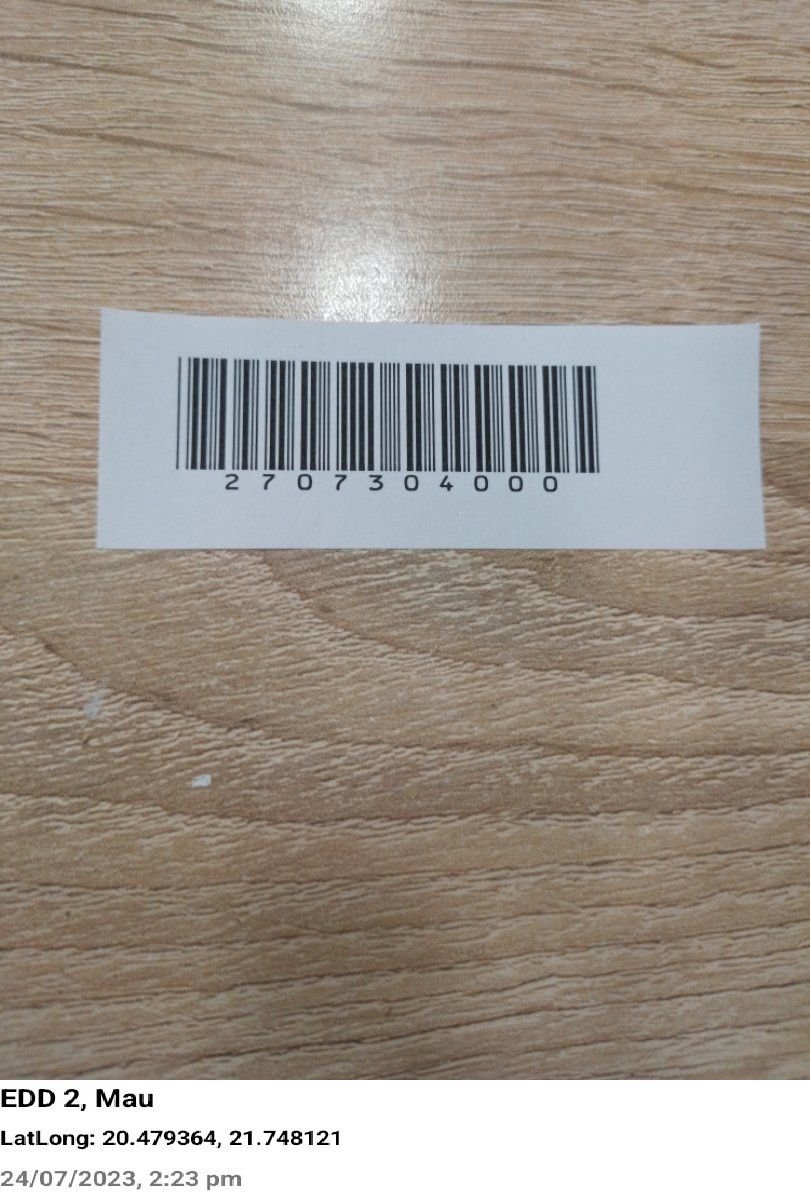 2707304000
EDD 2, Mau
LatLong: 20.479364, 21.748121
24/07/2023, 2:23 pm